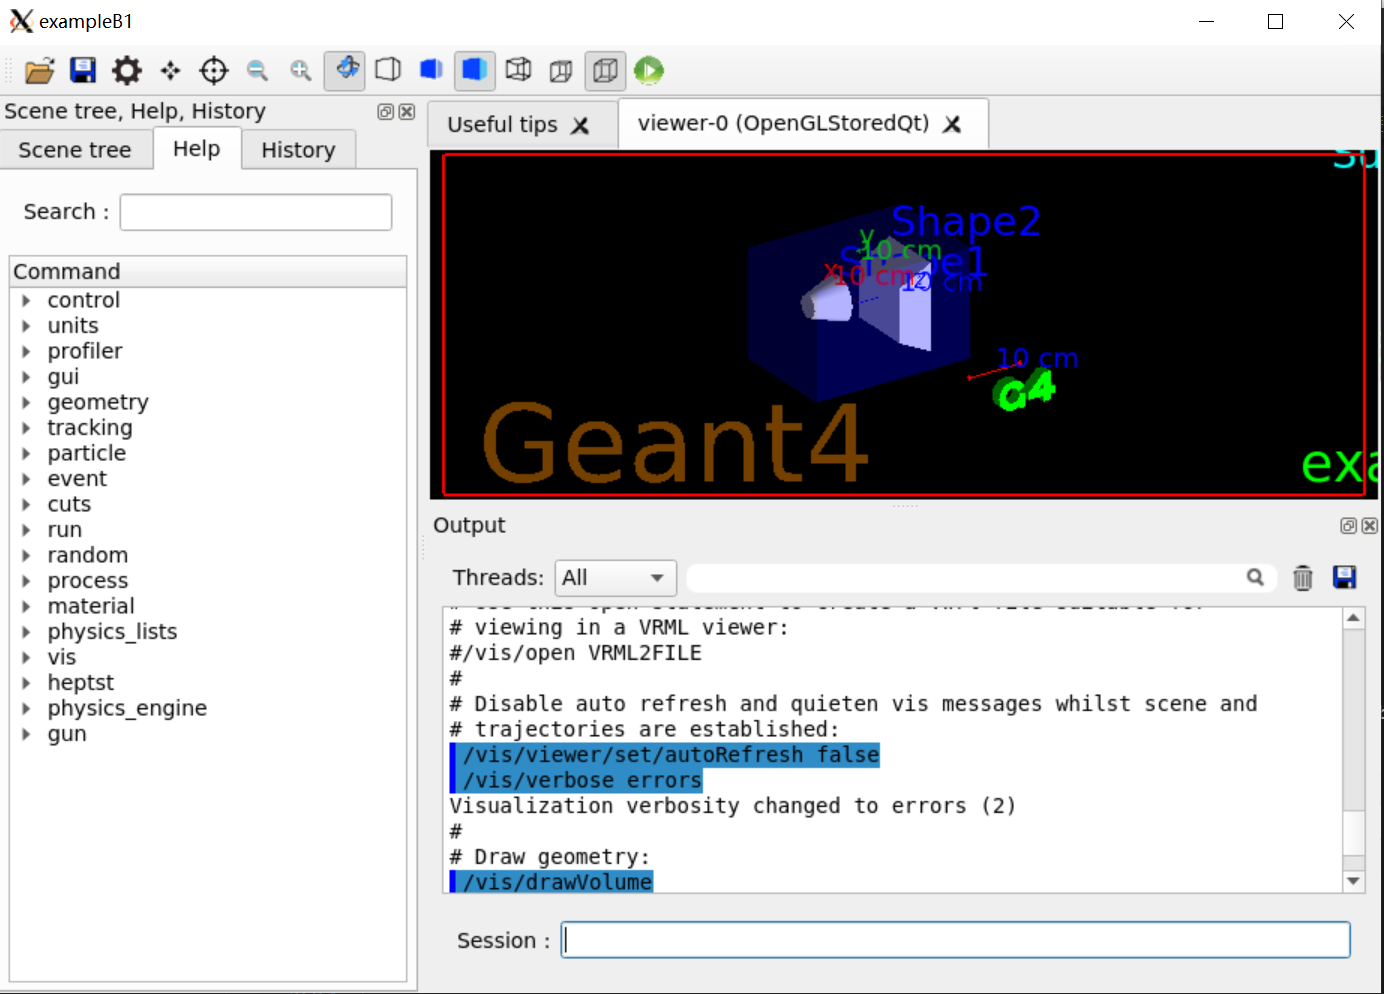 exampleB1
Scene tree, Help, History
Scene tree
Help
History
Search :
Command
control
units
profiler
gui
geometry
tracking
particle
event
cuts
run
random
process
material
physics_lists
vis
heptst
physics_engine
gun
Useful tips
viewer-0 (OpenGLStoredQt)
Shape2
y
10 cm
x
10 cm
z
10 cm
10 cm
G4
Geant4
Output
Threads:
All
# viewing in a VRML viewer:
#/vis/open VRML2FILE
#
# Disable auto refresh and quieten vis messages whilst scene and
# trajectories are established:
/vis/viewer/set/autoRefresh false
/vis/verbose errors
Visualization verbosity changed to errors (2)
#
# Draw geometry:
/vis/drawVolume
Session :